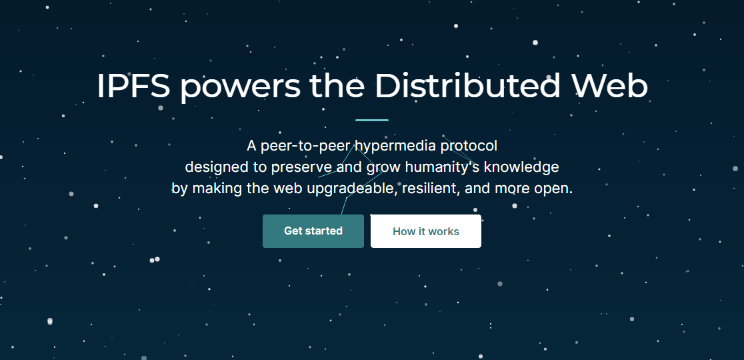 IPFS powers the Distributed Web
A peer-to-peer hypermedia protocol
designed to preserve and grow humanity's knowledge
by making the web upgradeable, resilient, and more open.
Get started
How it works